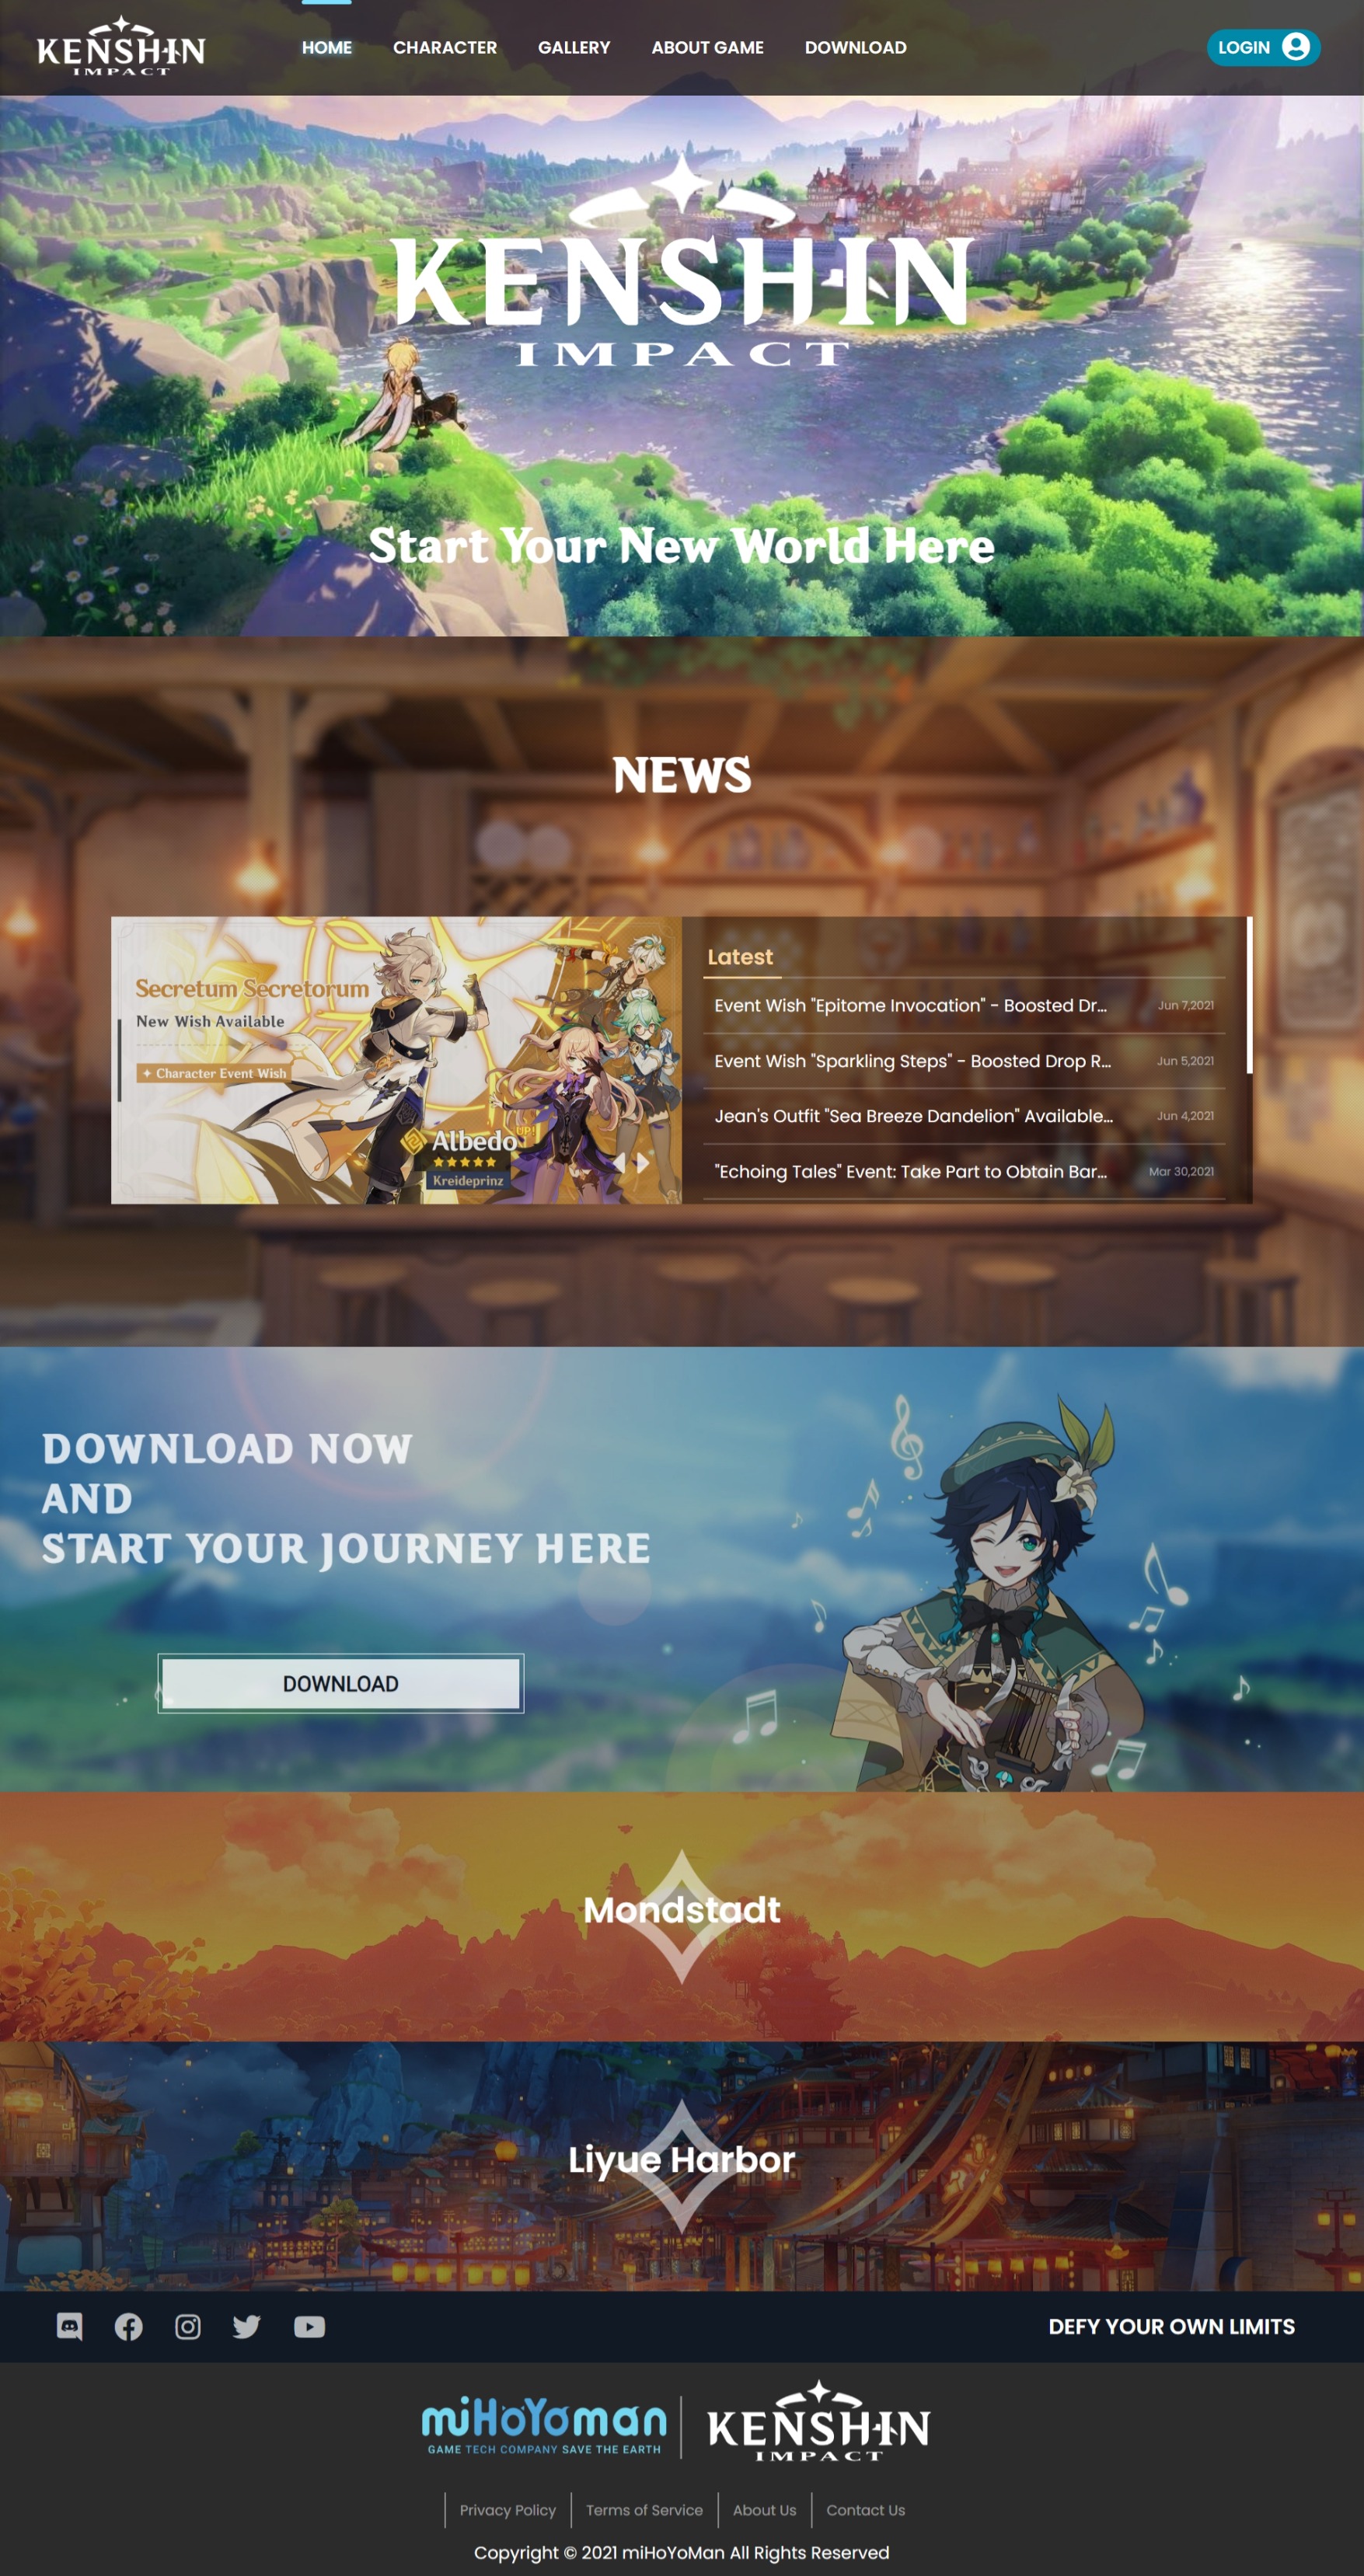 KENSHIN
IMPACT
HOME CHARACTER GALLERY ABOUT GAME DOWNLOAD LOGIN
KENSHIN
IMPACT
Start Your New World Here
NEWS
Secretum Secretorum
New Wish Available
Character Event Wish
Albedo UP!
Kreideprinz
Latest
Event Wish "Epitome Invocation" - Boosted Dr... Jun 7,2021
Event Wish "Sparkling Steps" - Boosted Drop R... Jun 5,2021
Jean's Outfit "Sea Breeze Dandelion" Available... Jun 4,2021
"Echoing Tales" Event: Take Part to Obtain Bar... Mar 30,2021
DOWNLOAD NOW
AND
START YOUR JOURNEY HERE
DOWNLOAD
Mondstadt
Liyue Harbor
DEFY YOUR OWN LIMITS
miHoYoman
GAME TECH COMPANY SAVE THE EARTH
KENSHIN
IMPACT
Privacy Policy Terms of Service About Us Contact Us
Copyright © 2021 miHoYoMan All Rights Reserved